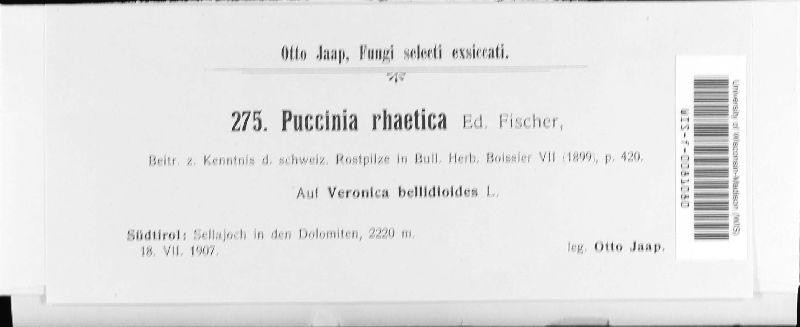 Otto Jaap, Fungi selecti exsiccati.
275. Puccinia rhaetica Ed. Fischer,
Beitr. z. Kenntnis d. schweiz. Rostpilze in Bull. Herb. Boissier VII (1899), p. 420.
Auf Veronica bellidioides L.
Südtirol: Sellajoch in den Dolomiten, 2220 m.
18. VII. 1907.
leg. Otto Jaap.
University of Wisconsin-Madison (WIS)
WIS-f-0081080